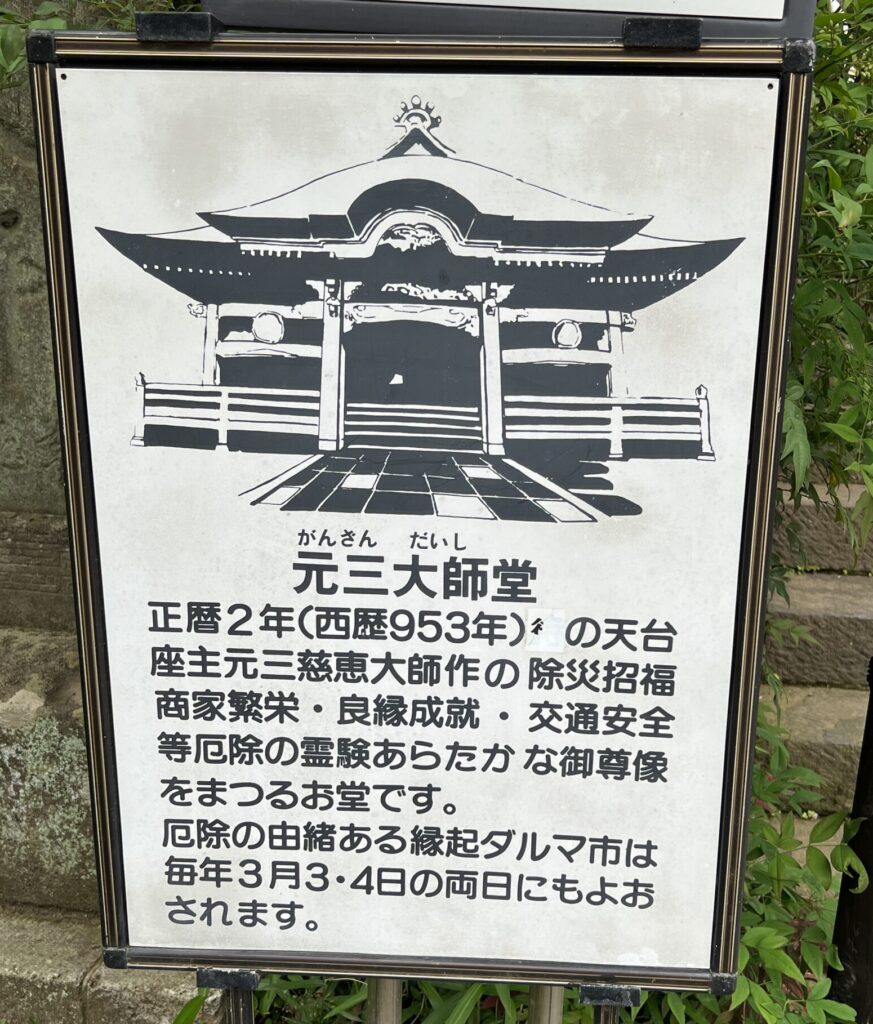 がんさん だいし
元三大師堂
正暦2年(西歴953年) の天台
座主元三慈恵大師作の除災招福
商家繁栄・良縁成就・交通安全
等厄除の霊験あらたかな御尊像
をまつるお堂です。
厄除の由緒ある縁起ダルマ市は
毎年3月3・4日の両日にもよお
されます。